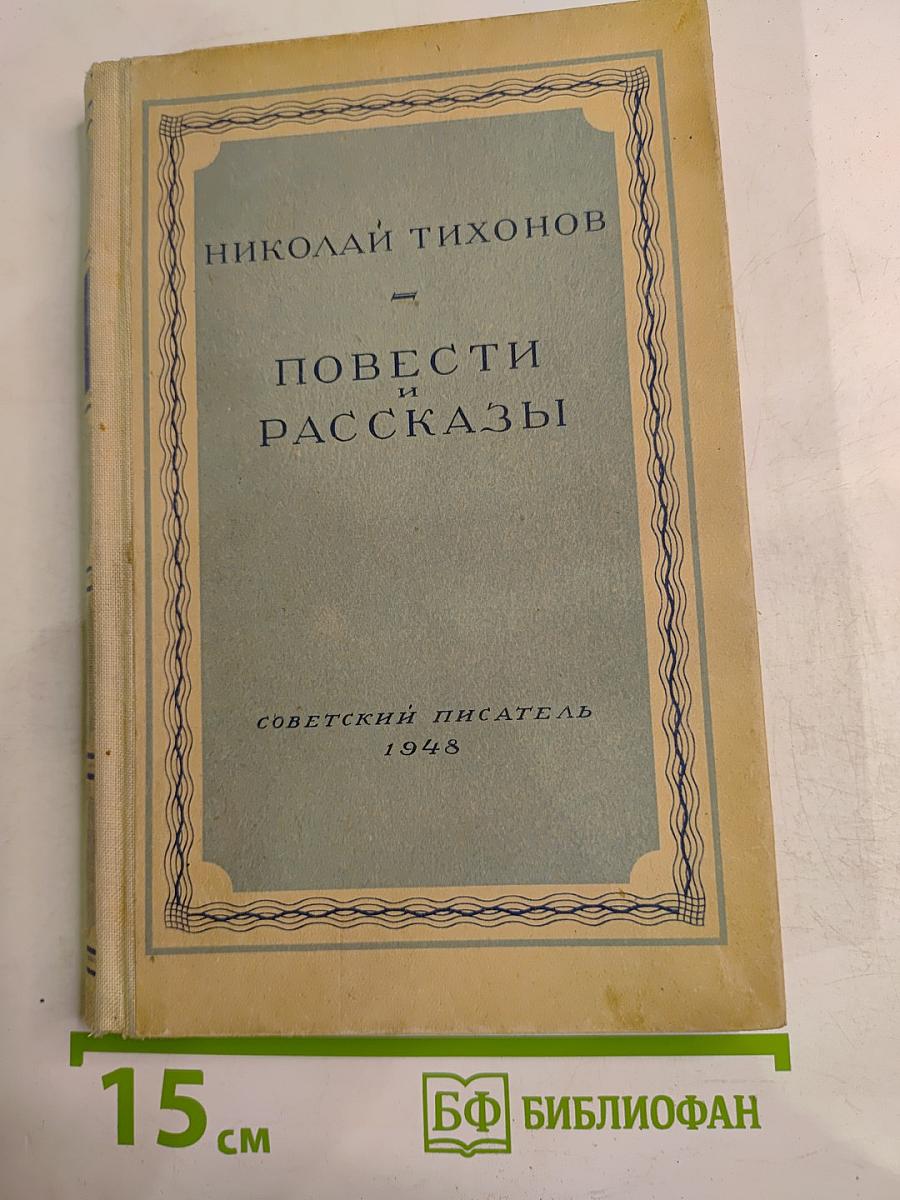 НИКОЛАЙ ТИХОНОВ
ПОВЕСТИ
И
РАССКАЗЫ
СОВЕТСКИЙ ПИСАТЕЛЬ
1948
15 СМ
БФ БИБЛИОФАН